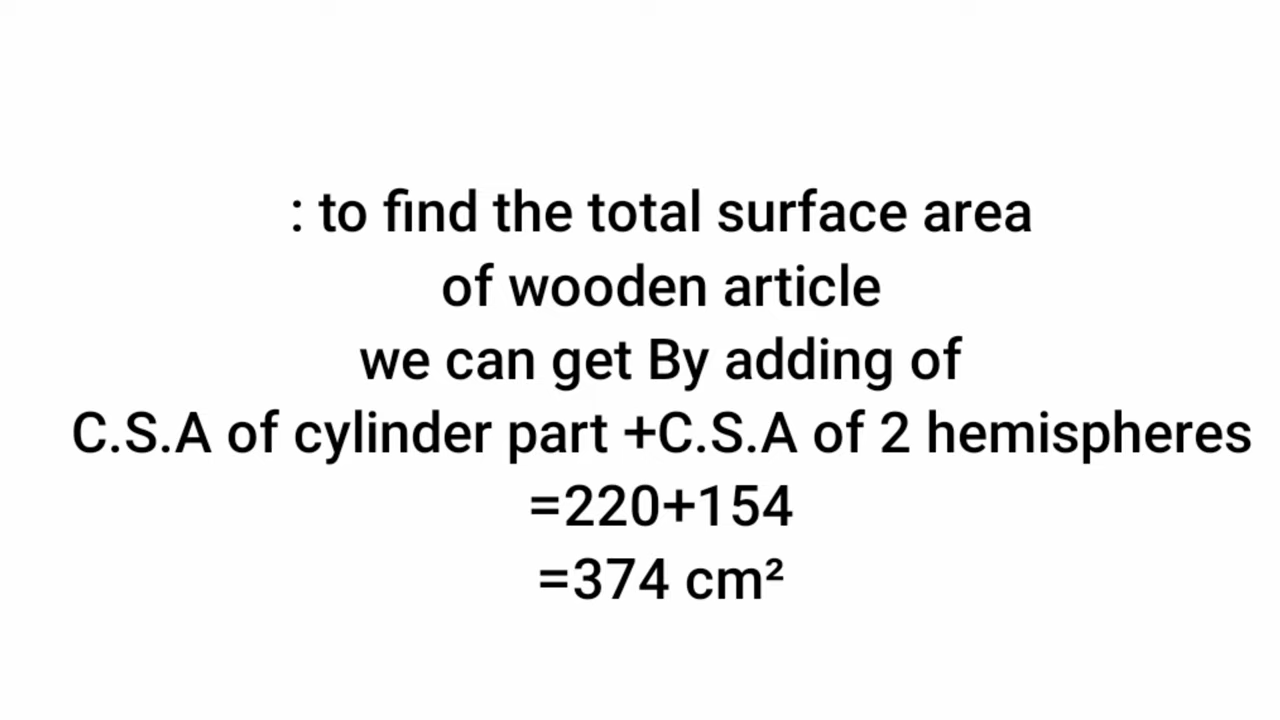 : to find the total surface area
of wooden article
we can get By adding of
C.S.A of cylinder part +C.S.A of 2 hemispheres
=220+154
=374 cm²